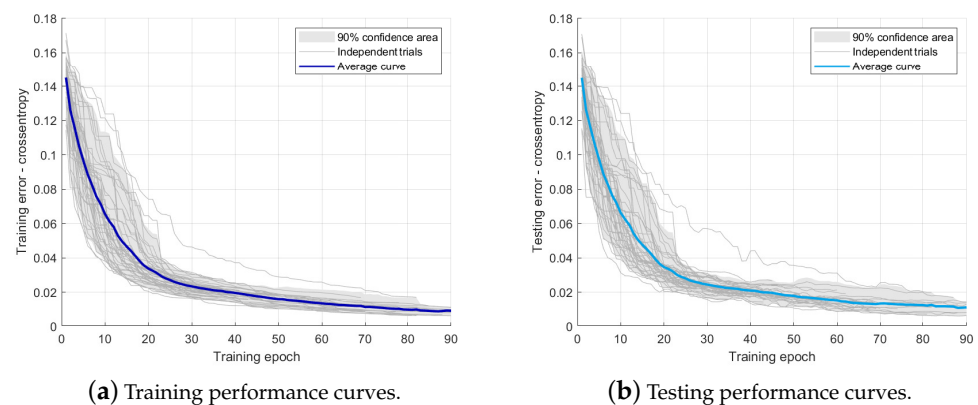 0.18
0.16
0.14
0.12
0.1
0.08
0.06
0.04
0.02
0
Training error - crossentropy
90% confidence area
Independent trials
Average curve
0 10 20 30 40 50 60 70 80 90
Training epoch
(a) Training performance curves.
0.18
0.16
0.14
0.12
0.1
0.08
0.06
0.04
0.02
0
Testing error - crossentropy
90% confidence area
Independent trials
Average curve
0 10 20 30 40 50 60 70 80 90
Training epoch
(b) Testing performance curves.